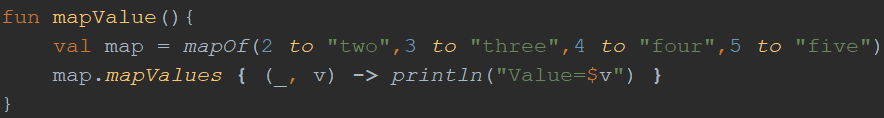 fun mapValue(){
    val map = mapOf(2 to "two",3 to "three",4 to "four",5 to "five")
    map.mapValues { (_, v) -> println("Value=$v") }
}